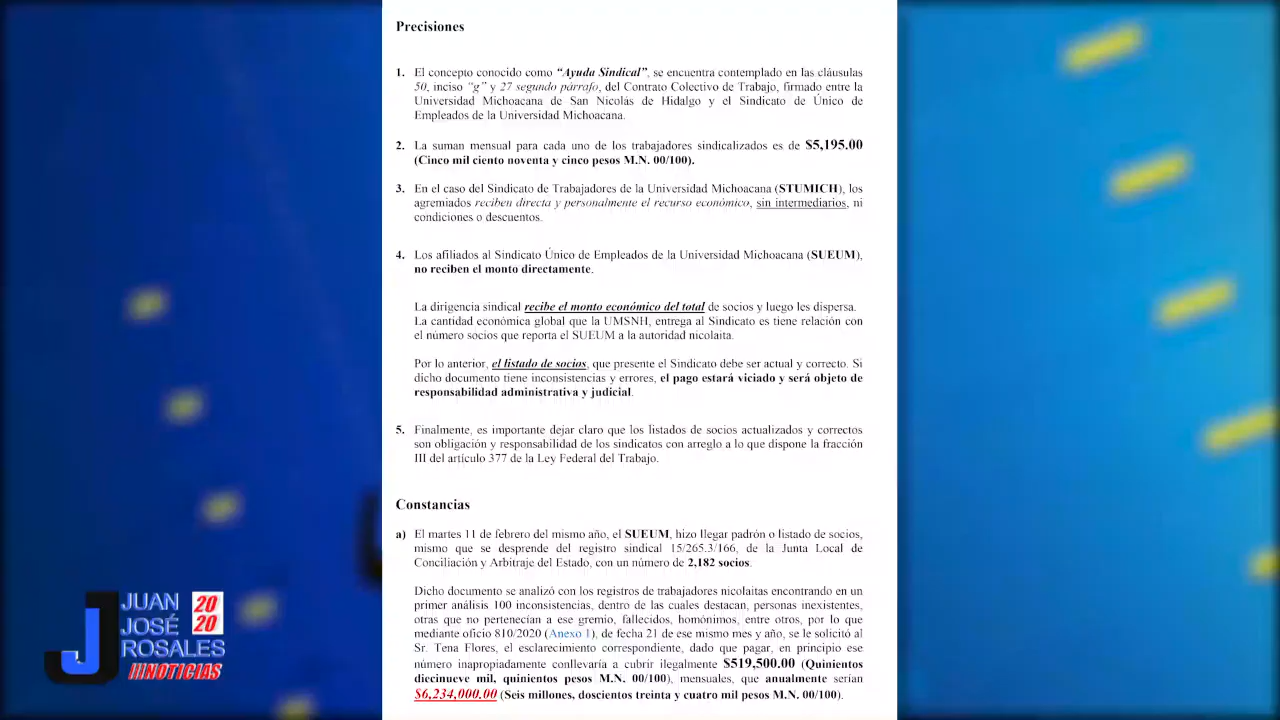 Precisiones
1. El concepto conocido como “Ayuda Sindical”, se encuentra contemplado en las cláusulas
50, inciso “g” y 27 segundo párrafo, del Contrato Colectivo de Trabajo, firmado entre la
Universidad Michoacana de San Nicolás de Hidalgo y el Sindicato de Único de
Empleados de la Universidad Michoacana.
2. La suman mensual para cada uno de los trabajadores sindicalizados es de $5,195.00
(Cinco mil ciento noventa y cinco pesos M.N. 00/100).
3. En el caso del Sindicato de Trabajadores de la Universidad Michoacana (STUMICH), los
agremiados reciben directa y personalmente el recurso económico, sin intermediarios, ni
condiciones o descuentos.
4. Los afiliados al Sindicato Único de Empleados de la Universidad Michoacana (SUEUM),
no reciben el monto directamente.
La dirigencia sindical recibe el monto económico del total de socios y luego les dispersa.
La cantidad económica global que la UMSNH, entrega al Sindicato es tiene relación con
el número socios que reporta el SUEUM a la autoridad nicolaita.
Por lo anterior, el listado de socios, que presente el Sindicato debe ser actual y correcto. Si
dicho documento tiene inconsistencias y errores, el pago estará viciado y será objeto de
responsabilidad administrativa y judicial.
5. Finalmente, es importante dejar claro que los listados de socios actualizados y correctos
son obligación y responsabilidad de los sindicatos con arreglo a lo que dispone la fracción
III del artículo 377 de la Ley Federal del Trabajo.
Constancias
a) El martes 11 de febrero del mismo año, el SUEUM, hizo llegar padrón o listado de socios,
mismo que se desprende del registro sindical 15/265.3/166, de la Junta Local de
Conciliación y Arbitraje del Estado, con un número de 2,182 socios.
Dicho documento se analizó con los registros de trabajadores nicolaitas encontrando en un
primer análisis 100 inconsistencias, dentro de las cuales destacan, personas inexistentes,
otras que no pertenecían a ese gremio, fallecidos, homónimos, entre otros, por lo que
mediante oficio 810/2020 (Anexo 1), de fecha 21 de ese mismo mes y año, se le solicitó al
Sr. Tena Flores, el esclarecimiento correspondiente, dado que pagar, en principio ese
número inapropiadamente conllevaría a cubrir ilegalmente $519,500.00 (Quinientos
diecinueve mil, quinientos pesos M.N. 00/100), mensuales, que anualmente serían
$6,234,000.00 (Seis millones, doscientos treinta y cuatro mil pesos M.N. 00/100).
J JUAN 20
JOSÉ 20
ROSALES
///NOTICIAS